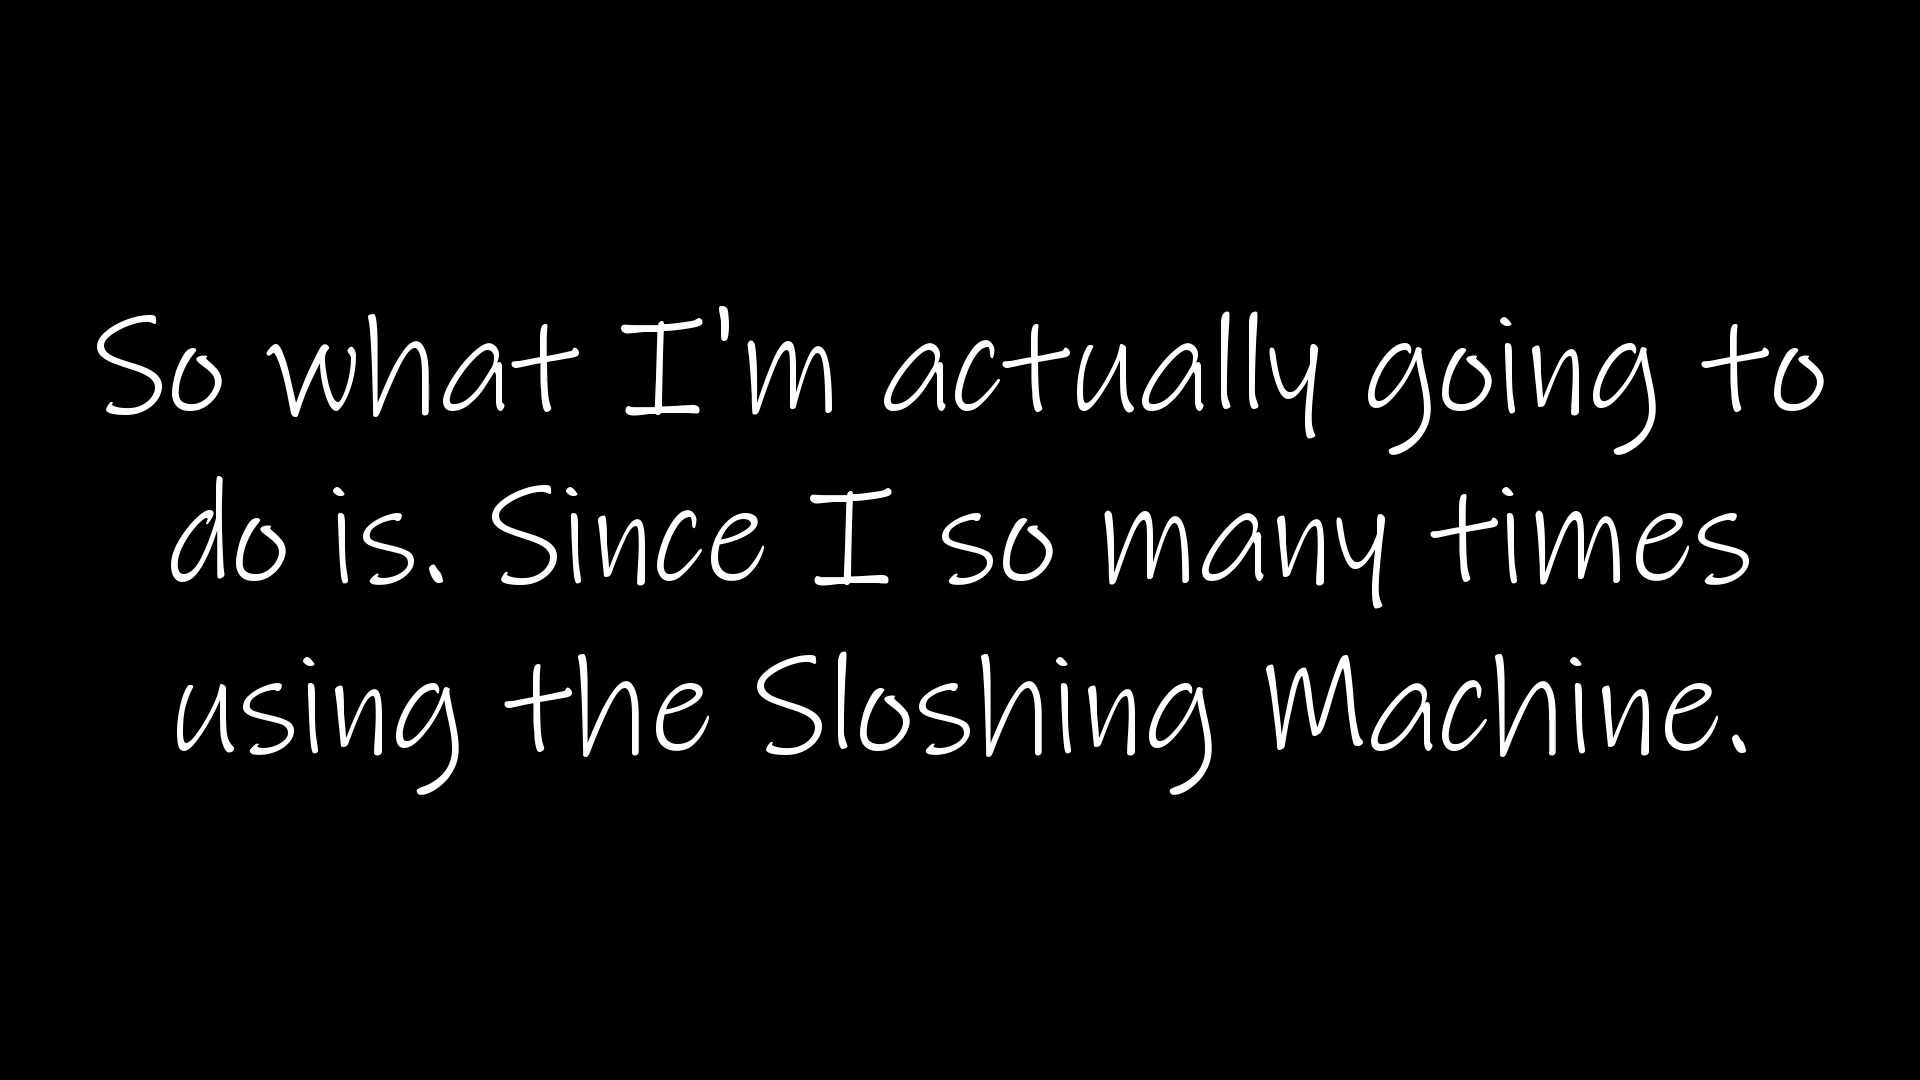 So what I'm actually going to
do is. Since I so many times
using the Sloshing Machine.